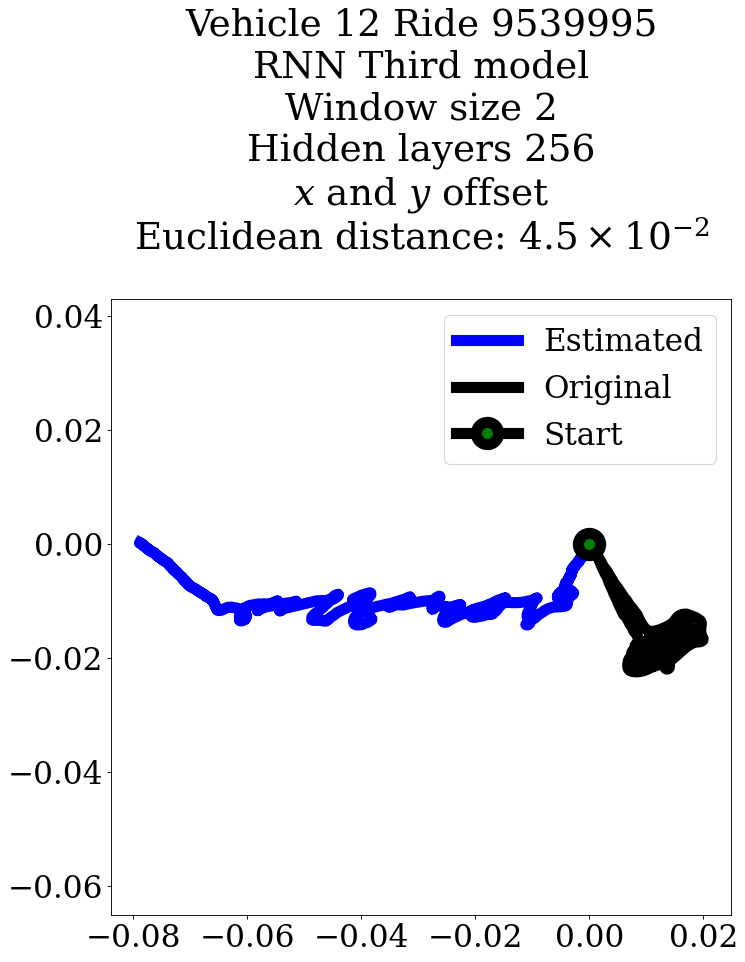 Vehicle 12 Ride 9539995
RNN Third model
Window size 2
Hidden layers 256
x and y offset
Euclidean distance: 4.5 × 10⁻²
Estimated
Original
Start
0.04
0.02
0.00
−0.02
−0.04
−0.06
−0.08 −0.06 −0.04 −0.02 0.00 0.02